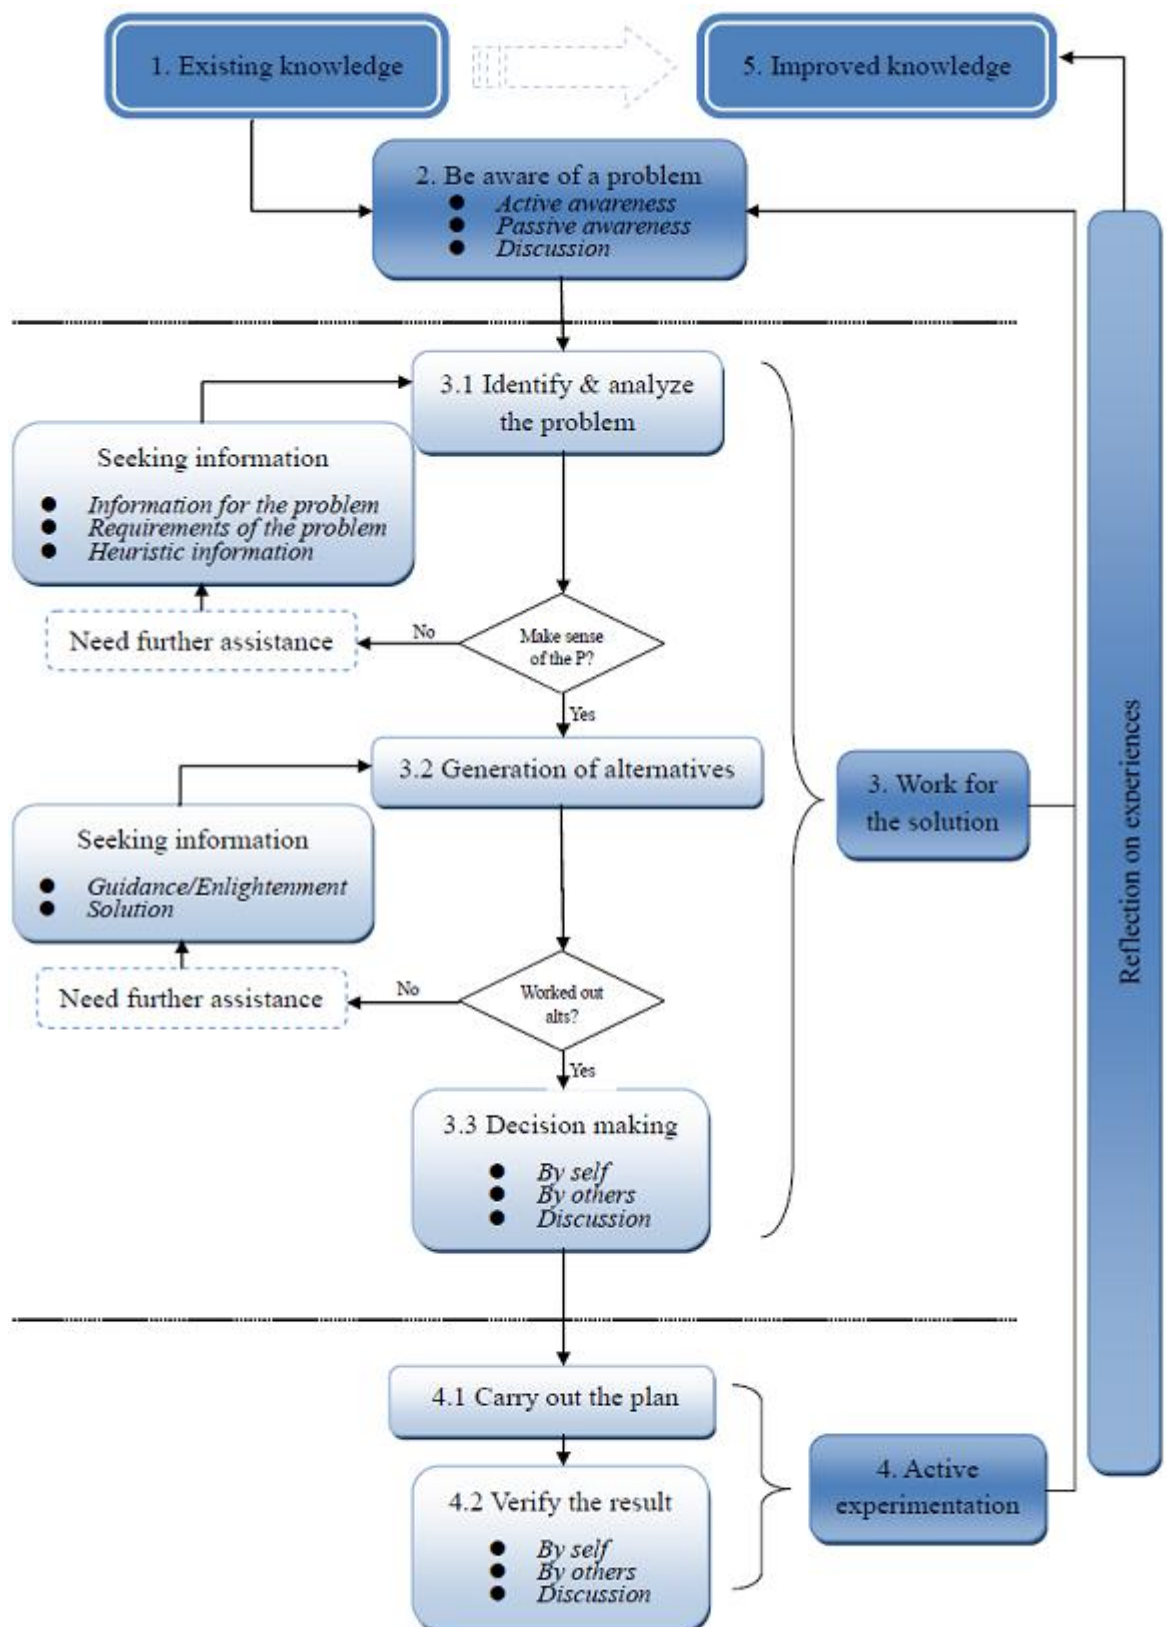 1. Existing knowledge
5. Improved knowledge
2. Be aware of a problem
● Active awareness
● Passive awareness
● Discussion
3.1 Identify & analyze
the problem
Seeking information
● Information for the problem
● Requirements of the problem
● Heuristic information
Need further assistance
No
Make sense
of the P?
Yes
3.2 Generation of alternatives
3. Work for
the solution
Seeking information
● Guidance/Enlightenment
● Solution
Need further assistance
No
Worked out
alts?
Yes
3.3 Decision making
● By self
● By others
● Discussion
4.1 Carry out the plan
4. Active
experimentation
4.2 Verify the result
● By self
● By others
● Discussion
Reflection on experiences